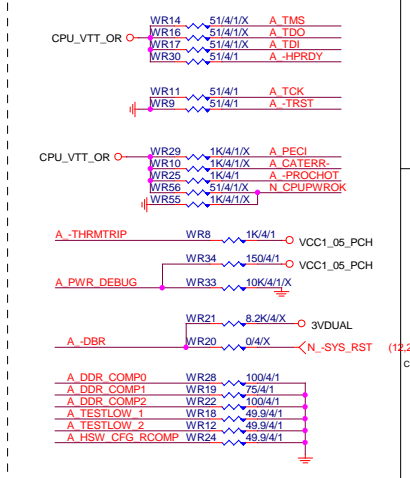 WR14 51/4/1/X A_TMS
CPU_VTT_OR WR16 51/4/1/X A_TDO
WR17 51/4/1/X A_TDI
WR30 51/4/1 A_-HPRDY
WR11 51/4/1 A_TCK
WR9 51/4/1 A_-TRST
CPU_VTT_OR WR29 1K/4/1/X A_PECI
WR10 1K/4/1/X A_CATERR-
WR25 1K/4/1 A_-PROCHOT
WR56 51/4/1/X N_CPUPWROK
WR55 1K/4/1/X
A_-THRMTRIP WR8 1K/4/1 VCC1_05_PCH
WR34 150/4/1 VCC1_05_PCH
A_PWR_DEBUG WR33 10K/4/1/X
WR21 8.2K/4/X 3VDUAL
A_-DBR WR20 0/4/X N_-SYS_RST (12,2
C
A_DDR_COMP0 WR28 100/4/1
A_DDR_COMP1 WR19 75/4/1
A_DDR_COMP2 WR22 100/4/1
A_TESTLOW_1 WR18 49.9/4/1
A_TESTLOW_2 WR12 49.9/4/1
A_HSW_CFG_RCOMP WR24 49.9/4/1